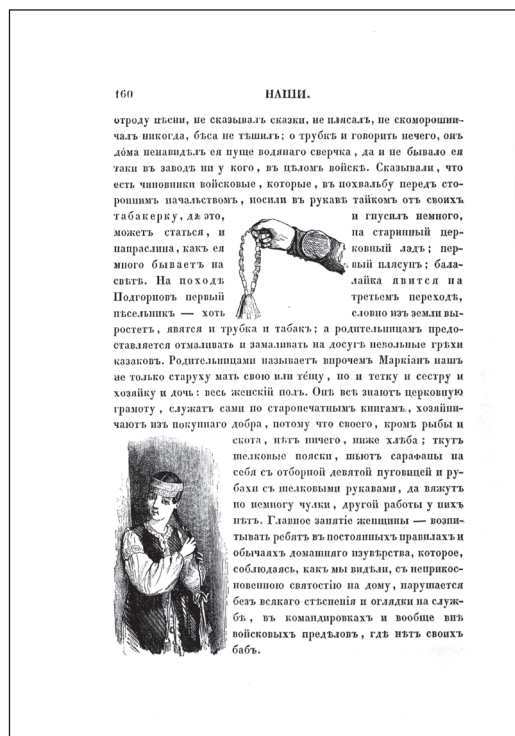 160
НАШИ.
отроду пѣсни, не сказывалъ сказки, не плясалъ, не скоморошни-
чалъ никогда, бѣса не тѣшилъ; о трубкѣ и говорить нечего, онъ
до́ма ненавидѣлъ ея пуще водянаго сверчка, да и не бывало ея
таки въ заводѣ ни у кого, въ цѣломъ войскѣ. Сказывали, что
есть чиновники войсковые, которые, въ похвальбу передъ сто-
роннимъ начальствомъ, носили въ рукавѣ тайкомъ отъ своихъ
табакерку, да это,
можетъ статься, и
напраслина, какъ ея
много бываетъ на
свѣтѣ. На походѣ
Подгорновъ первый
пѣсельникъ — хоть
и гнусилъ немного,
на старинный цер-
ковный ладъ; пер-
вый плясунъ; бала-
лайка явится на
третьемъ переходѣ,
словно изъ земли вы-
ростетъ, явятся и трубка и табакъ; а родительницамъ предо-
ставляется отмаливать и замаливать на досугѣ невольные грѣхи
казаковъ. Родительницами называетъ впрочемъ Маркіанъ нашъ
не только старуху мать свою или тёщу, но и тетку и сестру и
хозяйку и дочь: весь женскій полъ. Онѣ всѣ знаютъ церковную
грамоту, служатъ сами по старопечатнымъ книгамъ, хозяйни-
чаютъ изъ покупнаго добра, потому что своего, кромѣ рыбы и
скота, нѣтъ ничего, ниже хлѣба; ткутъ
шелковые пояски, шьютъ сарафаны на
себя съ отборной девятой пуговицей и ру-
бахи съ шелковыми рукавами, да вяжутъ
по немногу чулки, другой работы у нихъ
нѣтъ. Главное занятіе женщины — воспи-
тывать ребятъ въ постоянныхъ правилахъ и
обычаяхъ домашняго изувѣрства, которое,
соблюдаясь, какъ мы видѣли, съ неприкос-
новенною святостію на дому, нарушается
безъ всякаго стѣсненія и оглядки на служ-
бѣ, въ командировкахъ и вообще внѣ
войсковыхъ предѣловъ, гдѣ нѣтъ своихъ
бабъ.